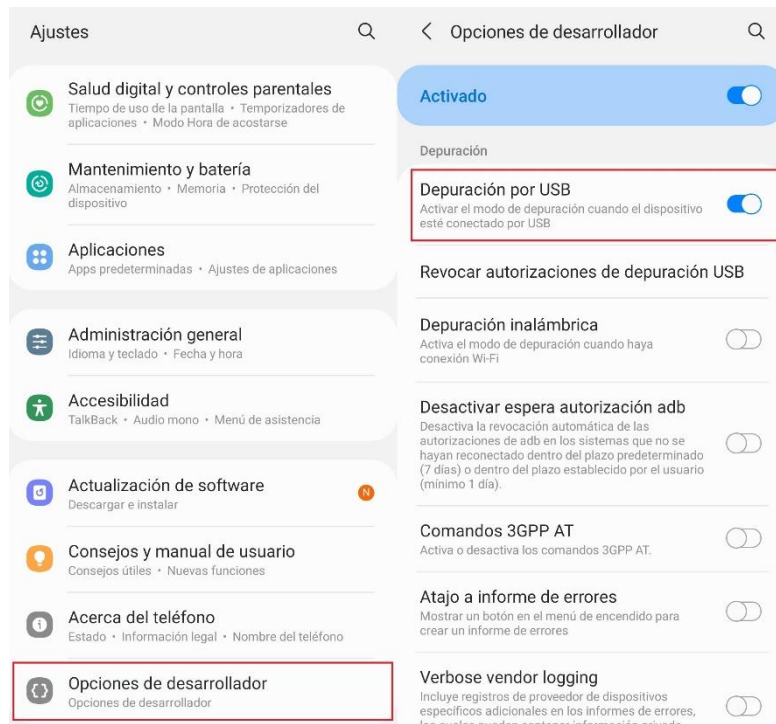 Ajustes
Salud digital y controles parentales
Tiempo de uso de la pantalla • Temporizadores de
aplicaciones • Modo Hora de acostarse
Mantenimiento y batería
Almacenamiento • Memoria • Protección del
dispositivo
Aplicaciones
Apps predeterminadas • Ajustes de aplicaciones
Administración general
Idioma y teclado • Fecha y hora
Accesibilidad
TalkBack • Audio mono • Menú de asistencia
Actualización de software
N
Descargar e instalar
Consejos y manual de usuario
Consejos útiles • Nuevas funciones
Acerca del teléfono
Estado • Información legal • Nombre del teléfono
Opciones de desarrollador
Opciones de desarrollador
Opciones de desarrollador
Activado
Depuración
Depuración por USB
Activar el modo de depuración cuando el dispositivo
esté conectado por USB
Revocar autorizaciones de depuración USB
Depuración inalámbrica
Activa el modo de depuración cuando haya
conexión Wi-Fi
Desactivar espera autorización adb
Desactiva la revocación automática de las
autorizaciones de adb en los sistemas que no se
hayan reconectado dentro del plazo predeterminado
(7 días) o dentro del plazo establecido por el usuario
(mínimo 1 día).
Comandos 3GPP AT
Activa o desactiva los comandos 3GPP AT.
Atajo a informe de errores
Mostrar un botón en el menú de encendido para
crear un informe de errores
Verbose vendor logging
Incluye registros de proveedor de dispositivos
específicos adicionales en los informes de errores,